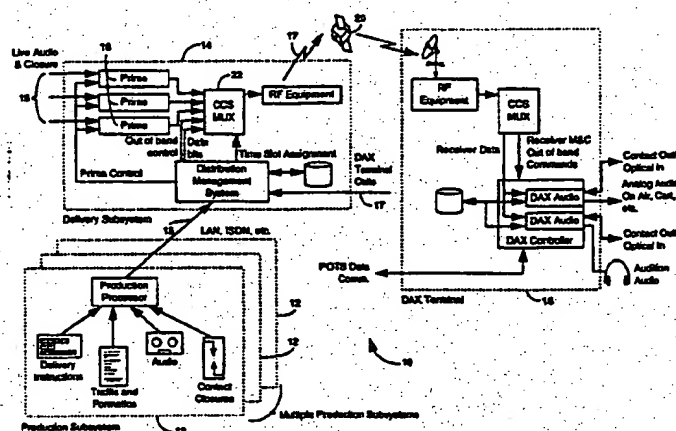 Live Audio
& Closure
16
14
17
20
15
Prime
22
Prime
CCS
MUX
RF Equipment
Prime
Out of band
control
Data
bits
Time Slot Assignment
Prime Control
Distribution
Management
System
DAX
Terminal
Calls
17
Delivery Subsystem
RF
Equipment
CCS
MUX
Receiver Data
Receiver M&C
Out of band
Commands
DAX Audio
DAX Audio
DAX Controller
Contact Out
Optical In
Analog Audio
On Air, Cart,
etc.
Contact Out
Optical In
Audition
Audio
POTS Data
Comm.
DAX Terminal
LAN, ISDN, etc.
Production
Processor
12
12
Delivery
Instructions
Traffic and
Formatics
Audio
Contact
Closures
Multiple Production Subsystems
Production Subsystem